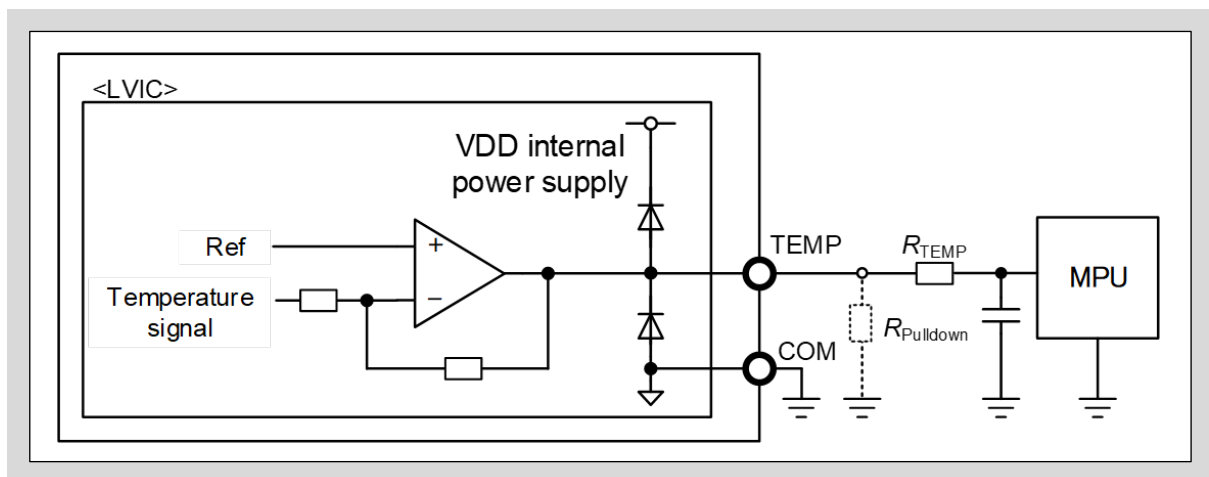 <LVIC>
VDD internal
power supply
Ref
+
Temperature
signal
−
TEMP
RTEMP
MPU
RPulldown
COM